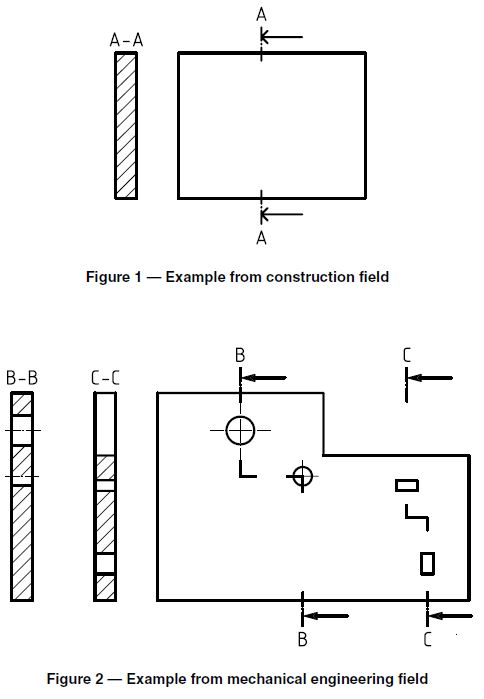 A
A-A
A
Figure 1 — Example from construction field
B
C
B-B
C-C
B
C
Figure 2 — Example from mechanical engineering field